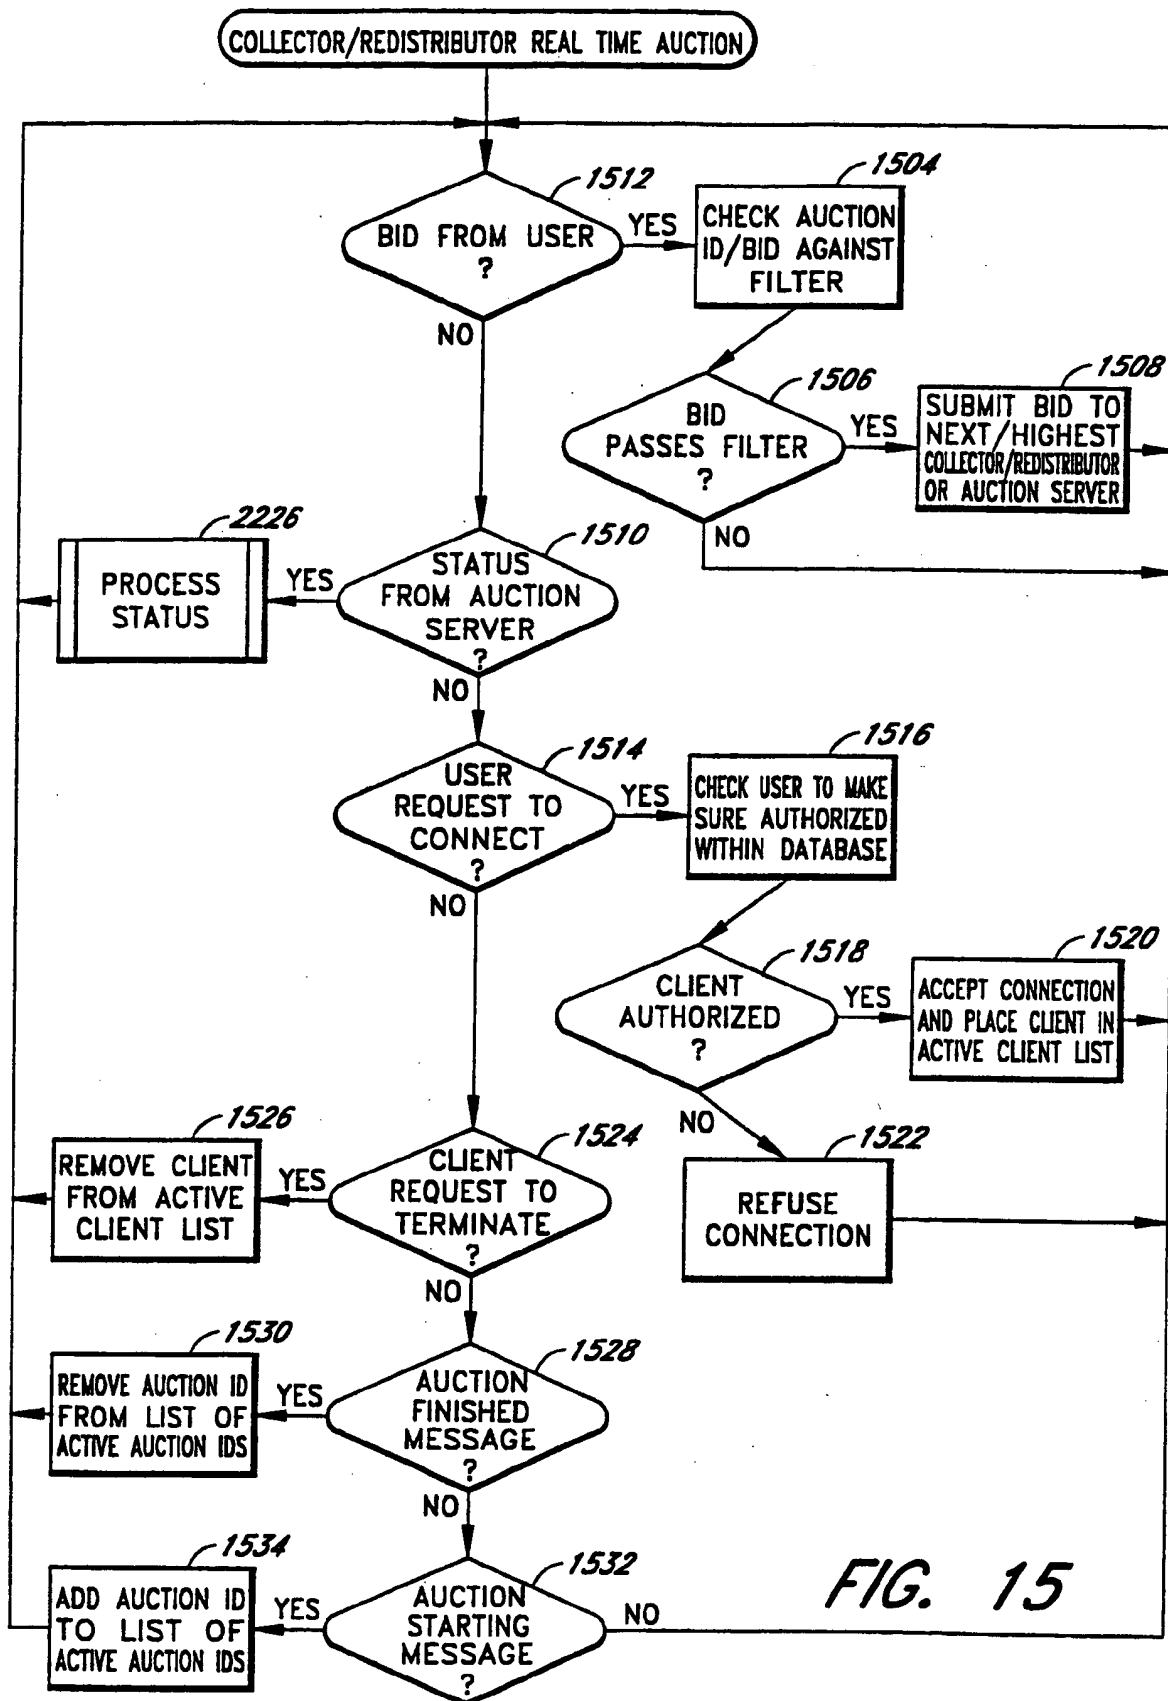 COLLECTOR/REDISTRIBUTOR REAL TIME AUCTION
1512
BID FROM USER
?
YES
NO
1504
CHECK AUCTION
ID/BID AGAINST
FILTER
1506
BID
PASSES FILTER
?
YES
NO
1508
SUBMIT BID TO
NEXT/HIGHEST
COLLECTOR/REDISTRIBUTOR
OR AUCTION SERVER
2226
PROCESS
STATUS
YES
1510
STATUS
FROM AUCTION
SERVER
?
NO
1514
USER
REQUEST TO
CONNECT
?
YES
NO
1516
CHECK USER TO MAKE
SURE AUTHORIZED
WITHIN DATABASE
1518
CLIENT
AUTHORIZED
?
YES
NO
1520
ACCEPT CONNECTION
AND PLACE CLIENT IN
ACTIVE CLIENT LIST
1522
REFUSE
CONNECTION
1526
REMOVE CLIENT
FROM ACTIVE
CLIENT LIST
YES
1524
CLIENT
REQUEST TO
TERMINATE
?
NO
1530
REMOVE AUCTION ID
FROM LIST OF
ACTIVE AUCTION IDS
YES
1528
AUCTION
FINISHED
MESSAGE
?
NO
1534
ADD AUCTION ID
TO LIST OF
ACTIVE AUCTION IDS
YES
1532
AUCTION
STARTING
MESSAGE
?
NO
FIG. 15